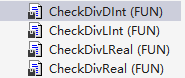 CheckDivDInt (FUN)
CheckDivLInt (FUN)
CheckDivLReal (FUN)
CheckDivReal (FUN)